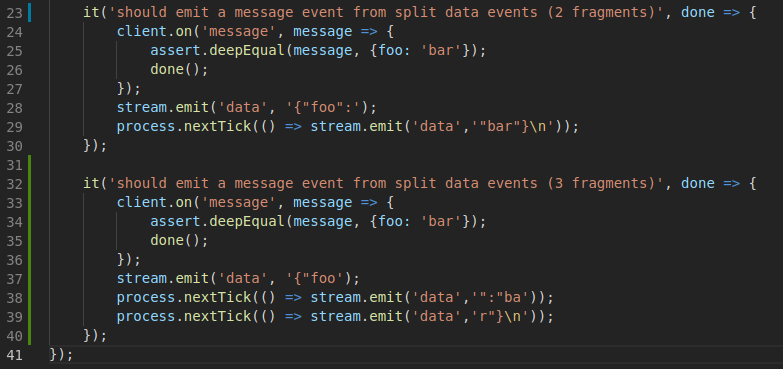 23 it('should emit a message event from split data events (2 fragments)', done => {
24 client.on('message', message => {
25 assert.deepEqual(message, {foo: 'bar'});
26 done();
27 });
28 stream.emit('data', '{"foo":');
29 process.nextTick(() => stream.emit('data','"bar"}\n'));
30 });
31
32 it('should emit a message event from split data events (3 fragments)', done => {
33 client.on('message', message => {
34 assert.deepEqual(message, {foo: 'bar'});
35 done();
36 });
37 stream.emit('data', '{"foo');
38 process.nextTick(() => stream.emit('data','":"ba'));
39 process.nextTick(() => stream.emit('data','r"}\n'));
40 });
41 });